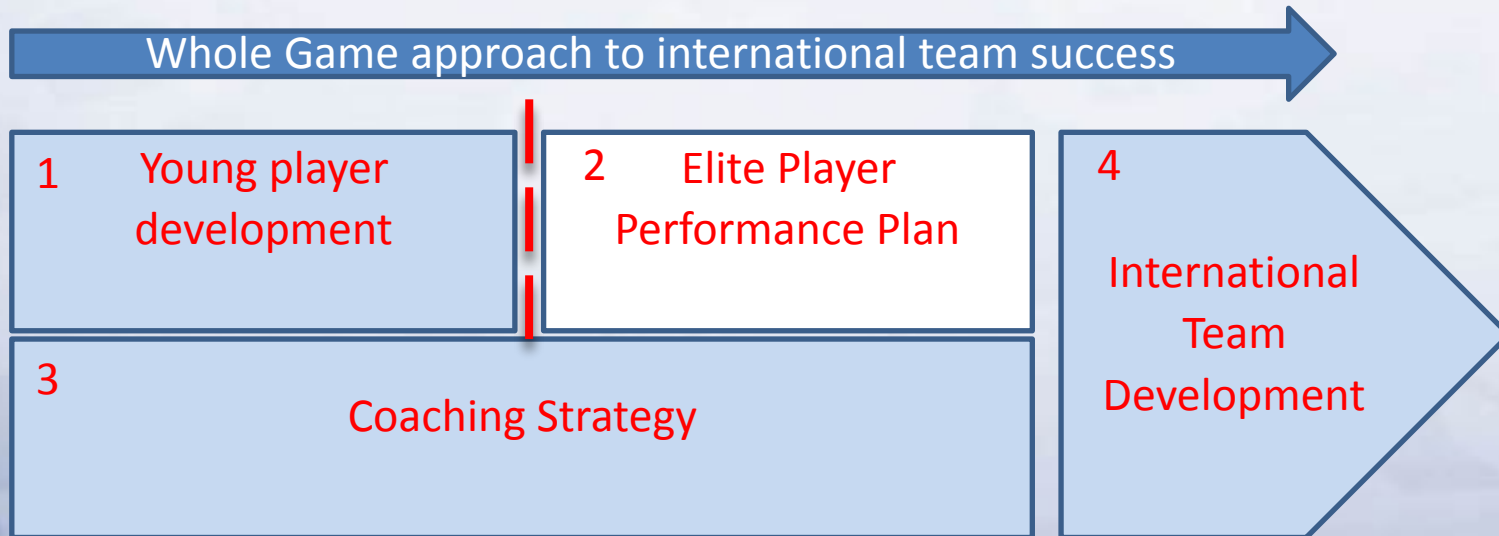 Whole Game approach to international team success
1
Young player
development
2
Elite Player
Performance Plan
3
Coaching Strategy
4
International
Team
Development